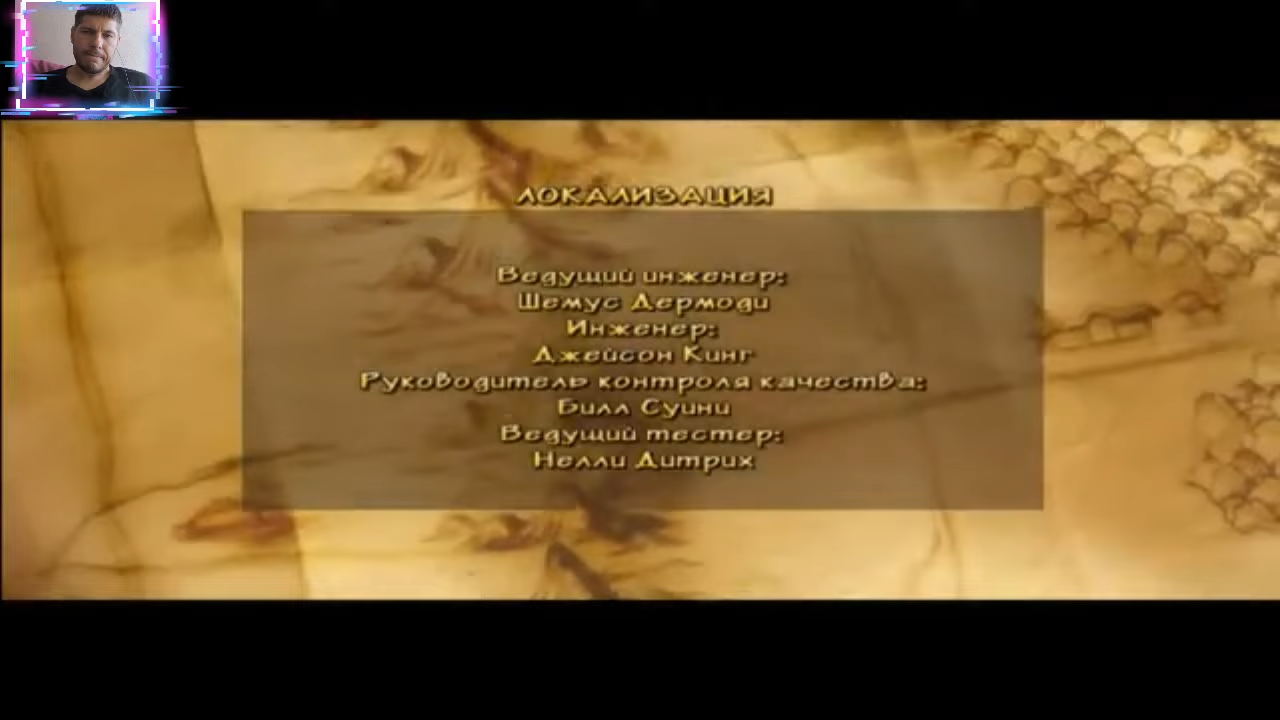 ЛОКАЛИЗАЦИЯ
Ведущий инженер:
Шемус Дермоди
Инженер:
Джейсон Кинг
Руководитель контроля качества:
Билл Суини
Ведущий тестер:
Нелли Дитрих